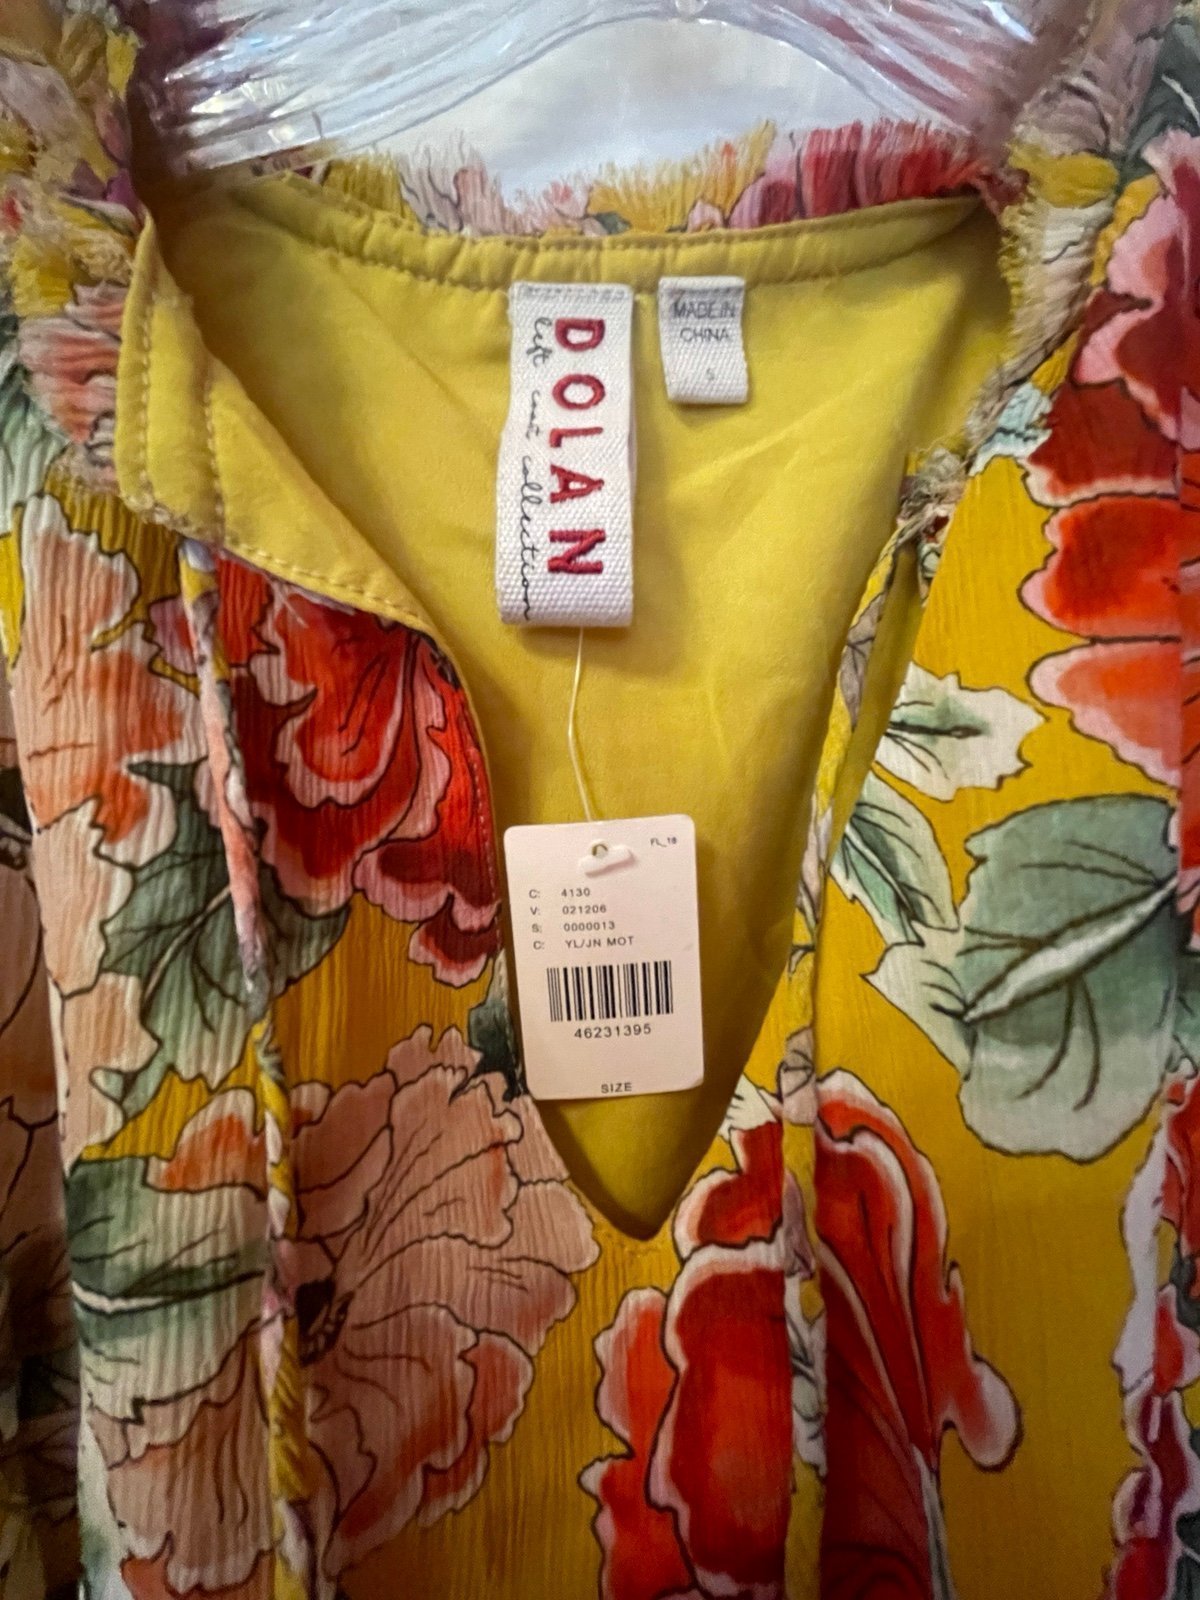 DOLAN
left coast collection
MADE IN
CHINA
S
FL_18
C: 4130
V: 021206
S: 0000013
C: YL/JN MOT
46231395
SIZE